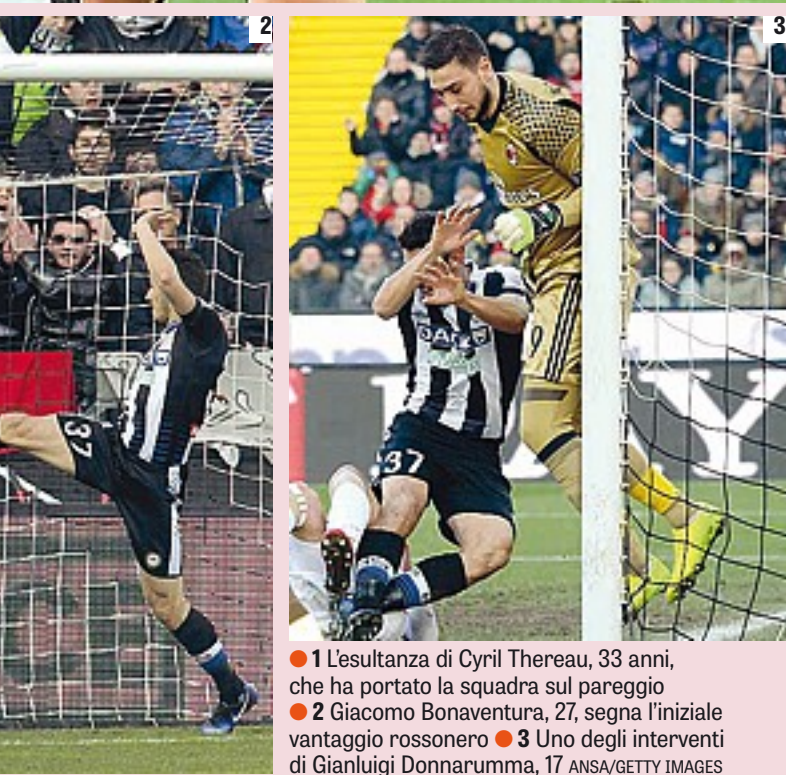 2
3
37
DACIA
37
9
AY
● 1 L'esultanza di Cyril Thereau, 33 anni,
che ha portato la squadra sul pareggio
● 2 Giacomo Bonaventura, 27, segna l'iniziale
vantaggio rossonero ● 3 Uno degli interventi
di Gianluigi Donnarumma, 17 ANSA/GETTY IMAGES